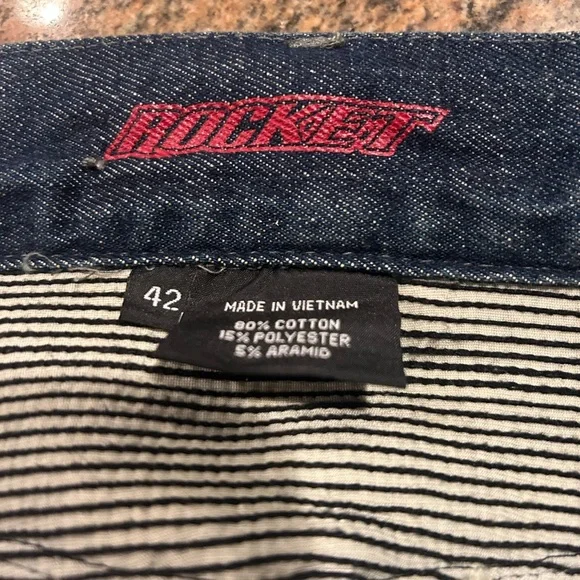 ROCKET
42
MADE IN VIETNAM
80% COTTON
15% POLYESTER
5% ARAMID